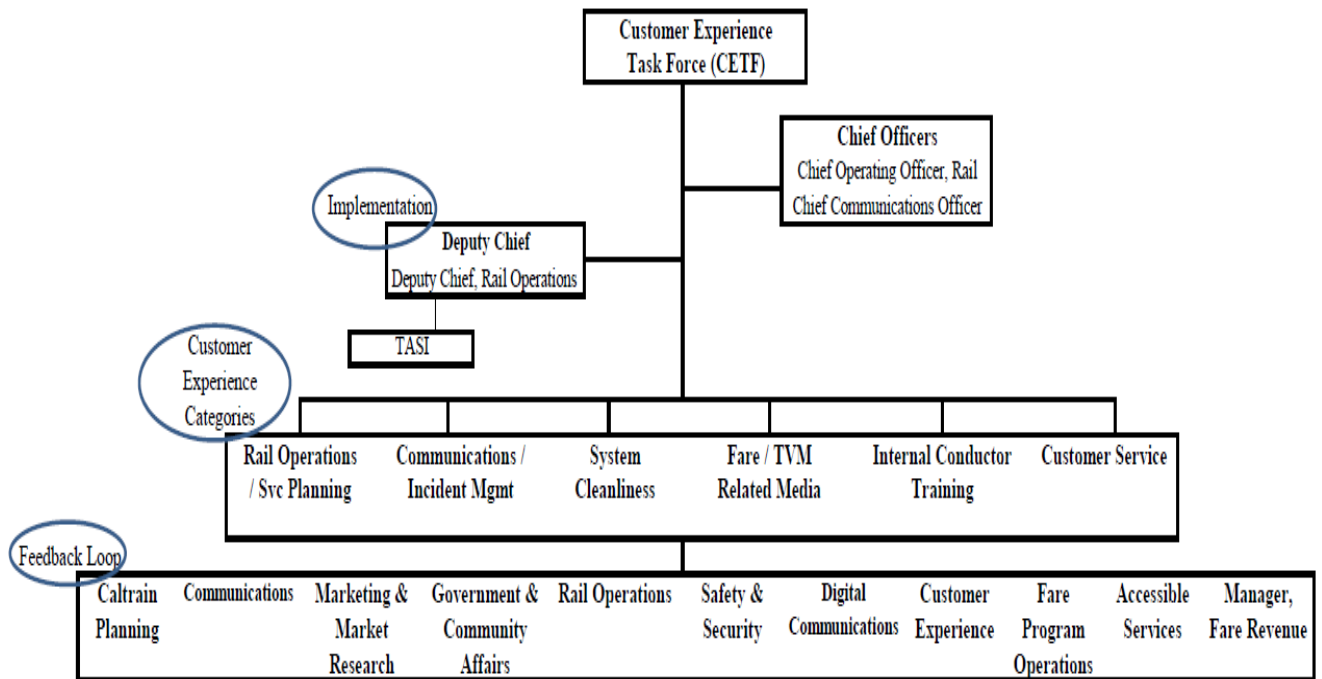 Customer Experience
Task Force (CETF)
Chief Officers
Chief Operating Officer, Rail
Chief Communications Officer
Implementation
Deputy Chief
Deputy Chief, Rail Operations
TASI
Customer
Experience
Categories
Rail Operations
/ Svc Planning
Communications /
Incident Mgmt
System
Cleanliness
Fare / TVM
Related Media
Internal Conductor
Training
Customer Service
Feedback Loop
Caltrain
Planning
Communications
Marketing &
Market
Research
Government &
Community
Affairs
Rail Operations
Safety &
Security
Digital
Communications
Customer
Experience
Fare
Program
Operations
Accessible
Services
Manager,
Fare Revenue